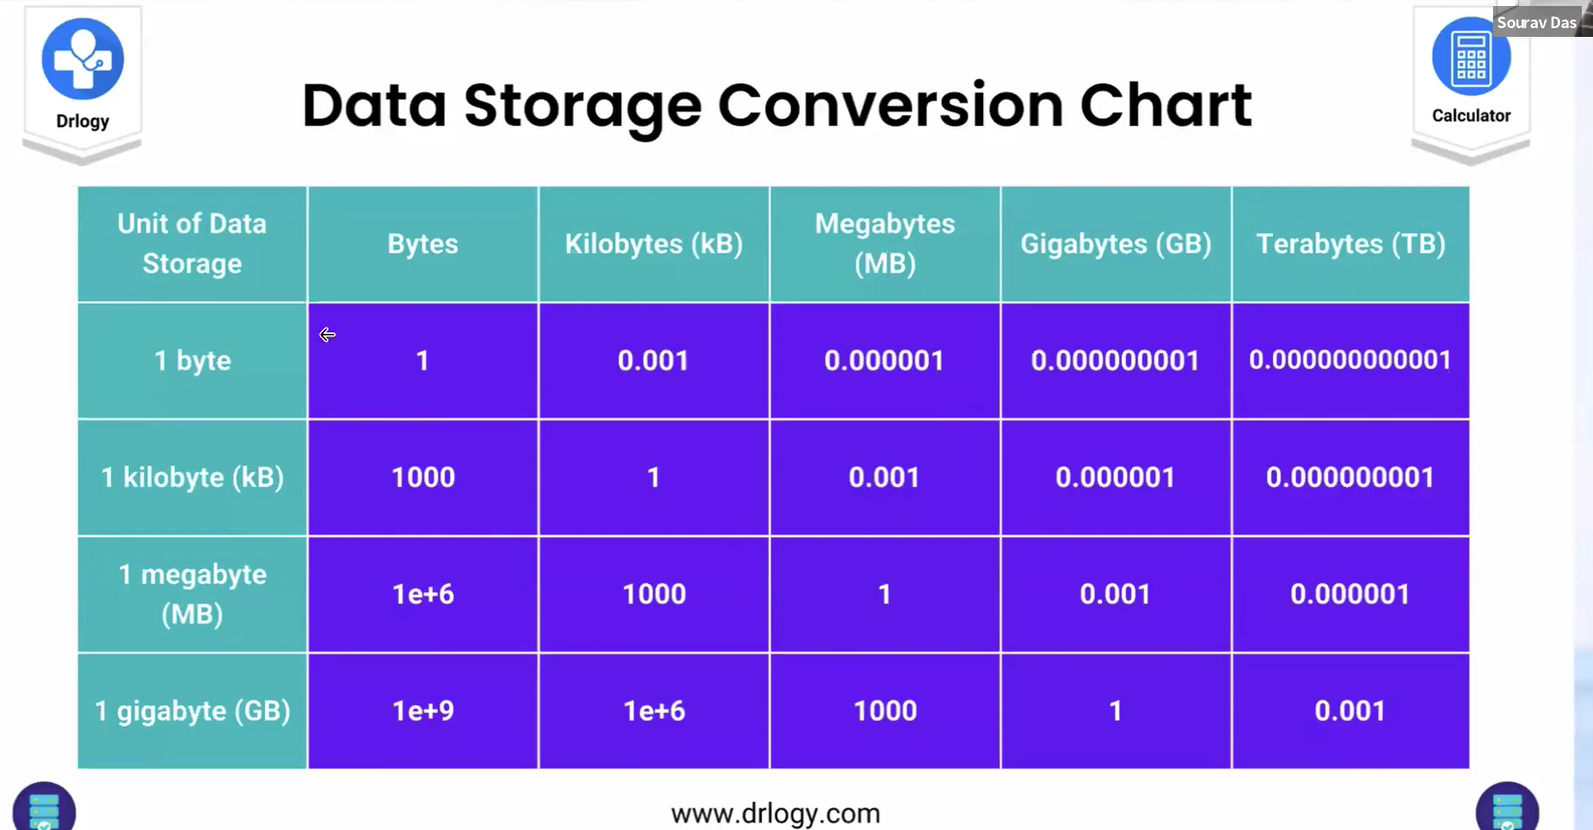 Sourav Das
Drlogy
Calculator
Data Storage Conversion Chart
Unit of Data
Storage
Bytes
Kilobytes (kB)
Megabytes
(MB)
Gigabytes (GB)
Terabytes (TB)
1 byte
1
0.001
0.000001
0.000000001
0.000000000001
1 kilobyte (kB)
1000
1
0.001
0.000001
0.000000001
1 megabyte
(MB)
1e+6
1000
1
0.001
0.000001
1 gigabyte (GB)
1e+9
1e+6
1000
1
0.001
www.drlogy.com